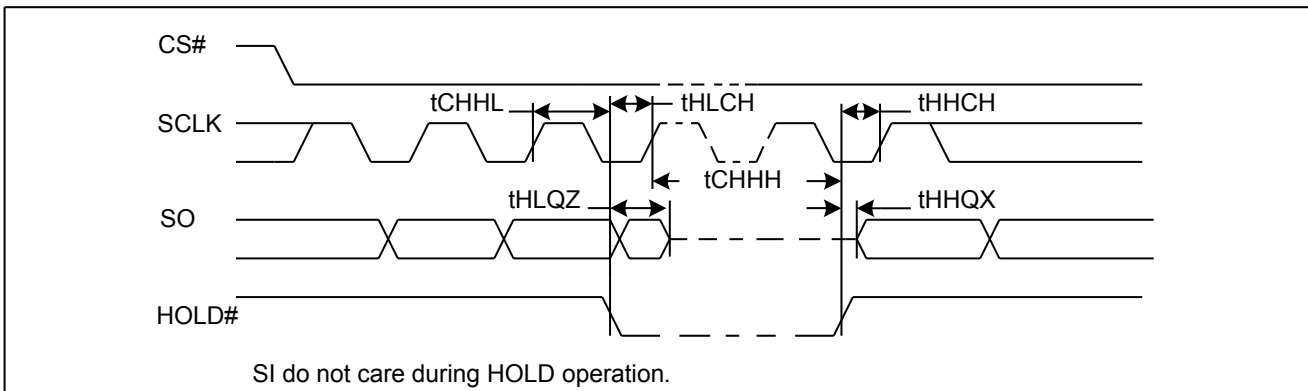 CS#
tCHHL
tHLCH
tHHCH
SCLK
tCHHH
tHLQZ
tHHQX
SO
HOLD#
SI do not care during HOLD operation.